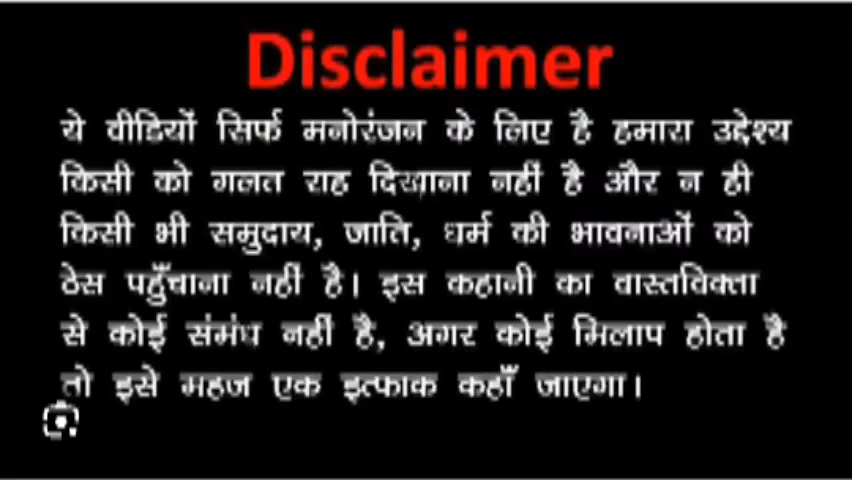 Disclaimer
ये वीडियों सिर्फ मनोरंजन के लिए है हमारा उद्देश्य
किसी को गलत राह दिखाना नहीं है और न ही
किसी भी समुदाय, जाति, धर्म की भावनाओं को
ठेस पहुँचाना नहीं है। इस कहानी का वास्तविक्ता
से कोई संमंध नहीं है, अगर कोई मिलाप होता है
तो इसे महज एक इत्फाक कहाँ जाएगा।